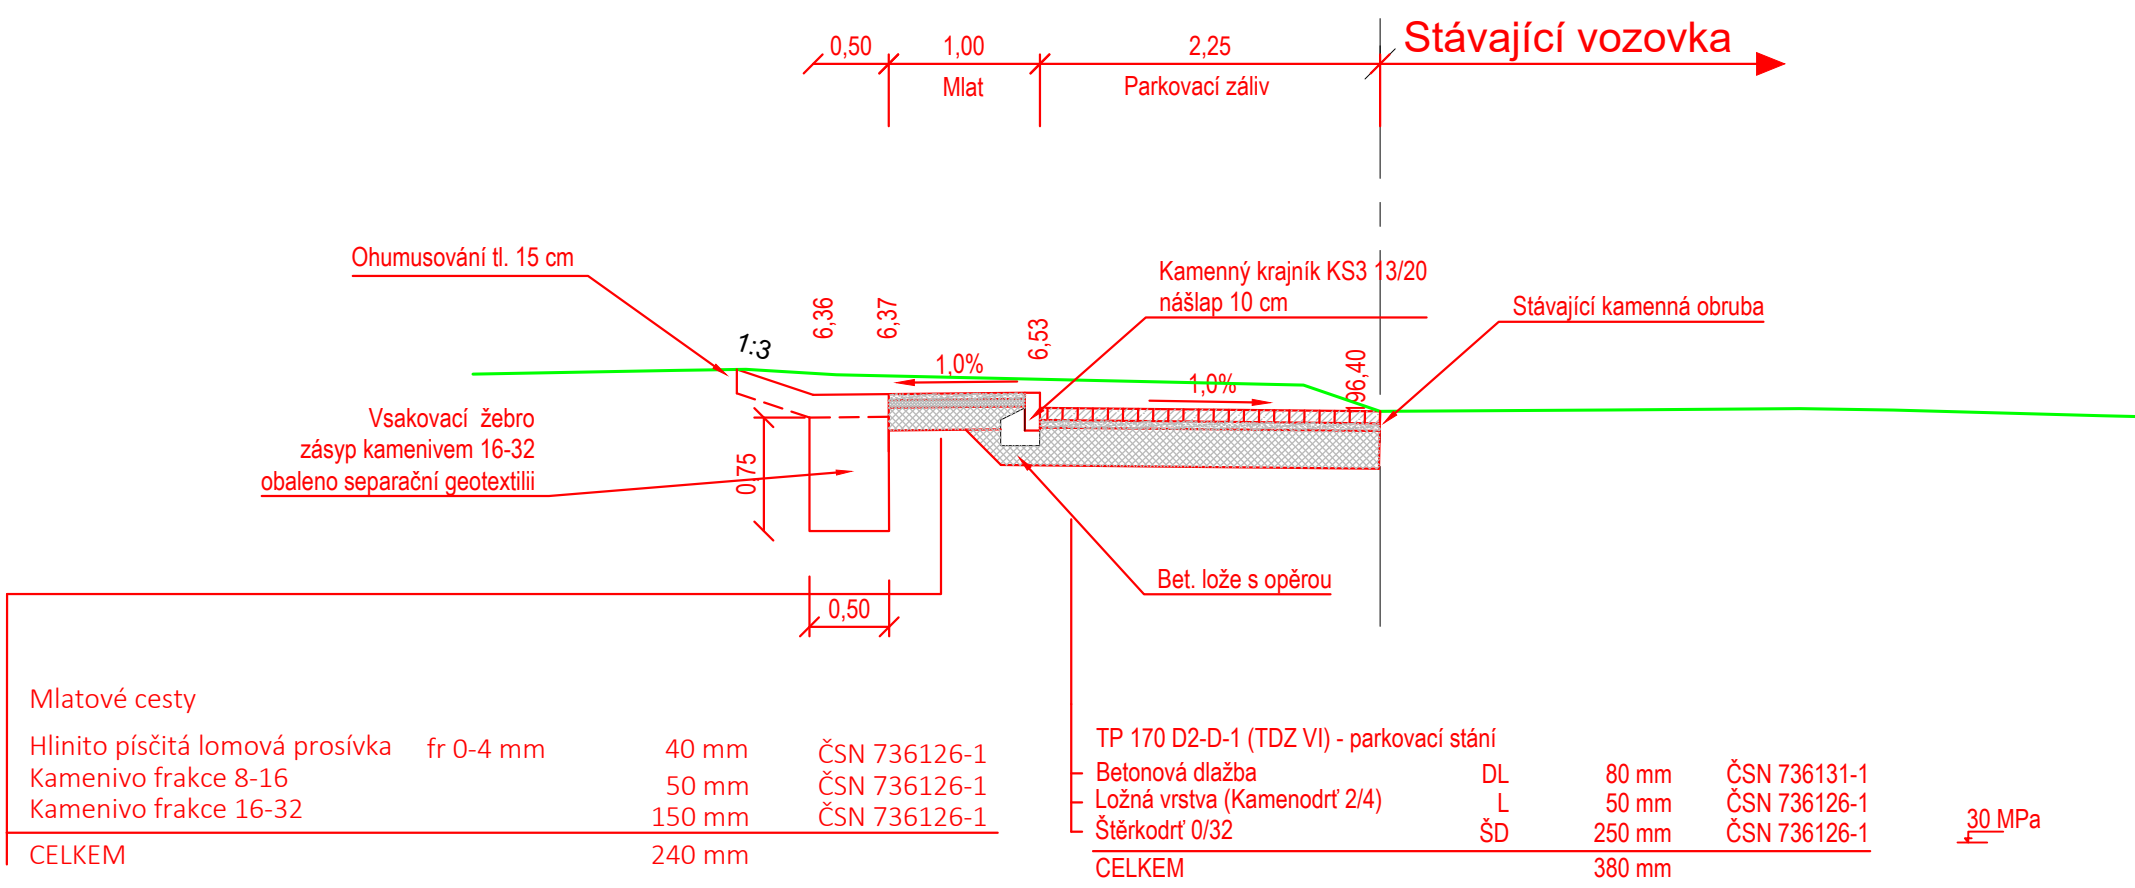 0,50 1,00 2,25 Stávající vozovka
Mlat Parkovací záliv
Ohumusování tl. 15 cm
Kamenný krajník KS3 13/20
nášlap 10 cm
Stávající kamenná obruba
6,36
6,37
6,53
196,40
1:3
1,0%
1,0%
Vsakovací žebro
zásyp kamenivem 16-32
obaleno separační geotextilii
0,75
Bet. lože s opěrou
0,50
Mlatové cesty
Hlinito písčitá lomová prosívka fr 0-4 mm 40 mm ČSN 736126-1
Kamenivo frakce 8-16 50 mm ČSN 736126-1
Kamenivo frakce 16-32 150 mm ČSN 736126-1
CELKEM 240 mm
TP 170 D2-D-1 (TDZ VI) - parkovací stání
Betonová dlažba DL 80 mm ČSN 736131-1
Ložná vrstva (Kamenodrť 2/4) L 50 mm ČSN 736126-1
Štěrkodrť 0/32 ŠD 250 mm ČSN 736126-1
30 MPa
CELKEM 380 mm